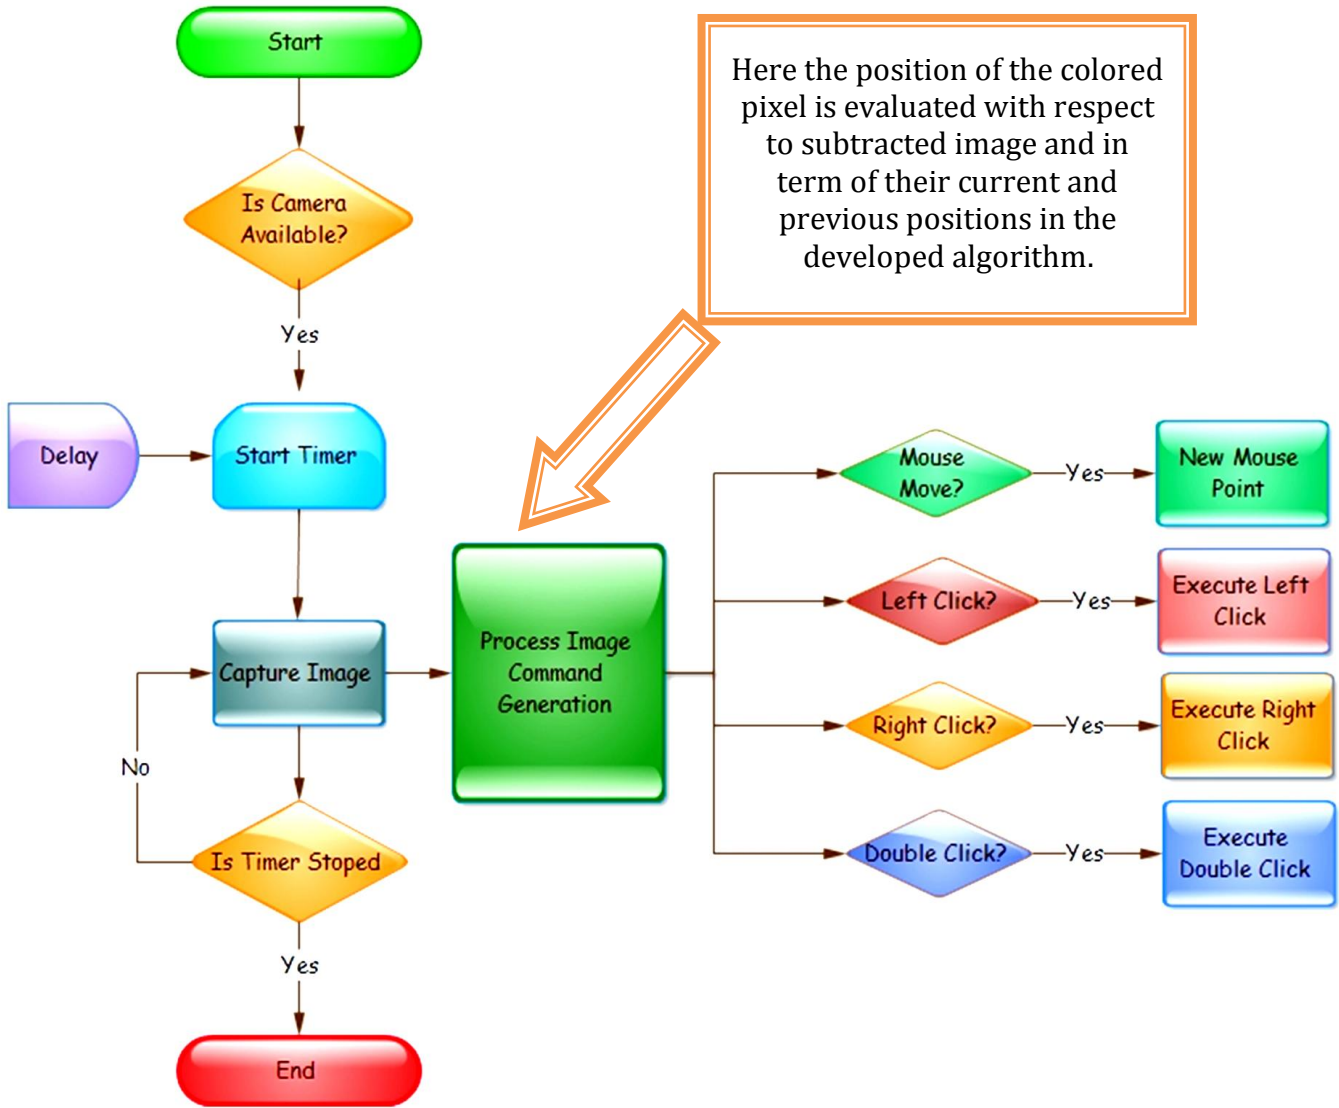 Start
Here the position of the colored
pixel is evaluated with respect
to subtracted image and in
term of their current and
previous positions in the
developed algorithm.
Is Camera
Available?
Yes
Delay
Start Timer
Mouse
Move?
Yes
New Mouse
Point
Left Click?
Yes
Execute Left
Click
Capture Image
Process Image
Command
Generation
Right Click?
Yes
Execute Right
Click
No
Is Timer Stoped
Double Click?
Yes
Execute
Double Click
Yes
End